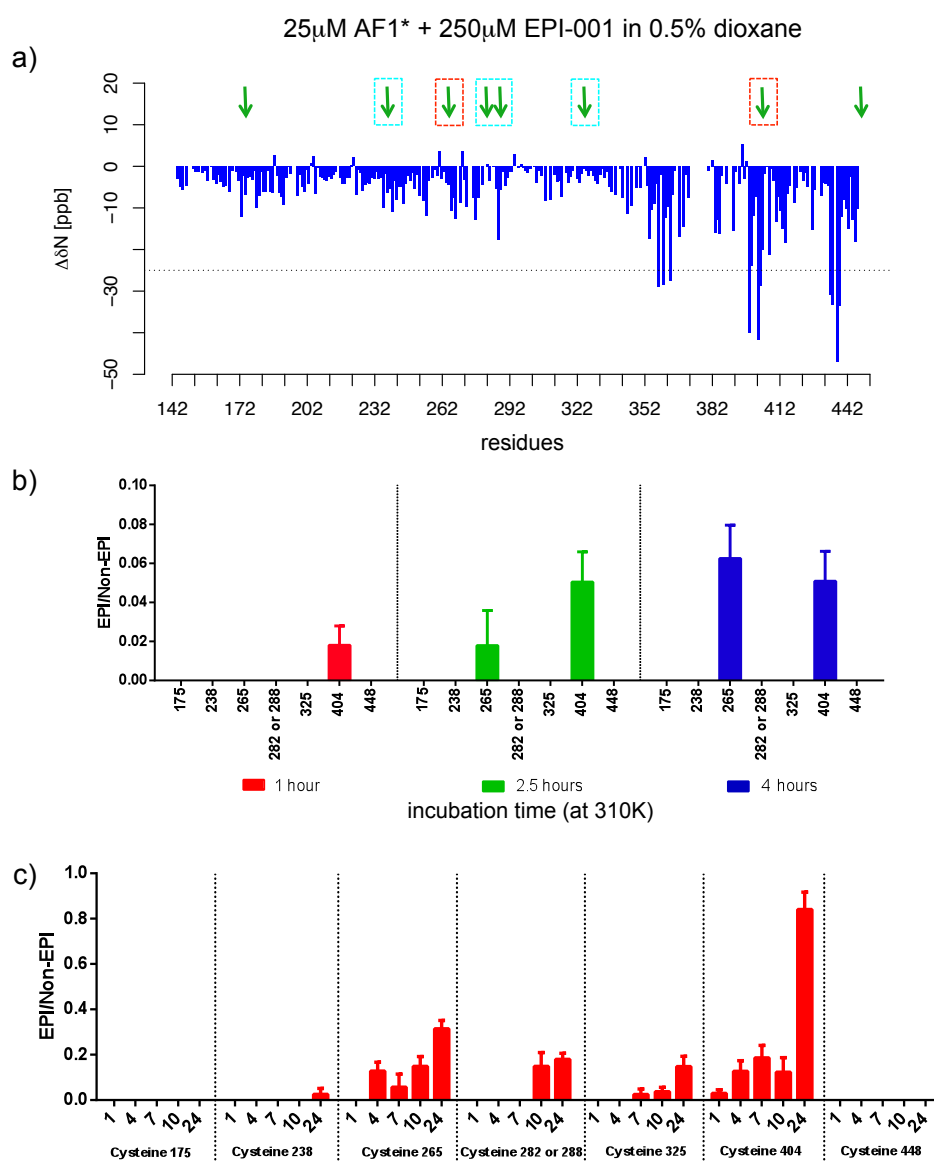 25μM AF1* + 250μM EPI-001 in 0.5% dioxane
a)
ΔδN [ppb]
20
10
0
−10
−30
−50
142 172 202 232 262 292 322 352 382 412 442
residues
b)
EPI/Non-EPI
0.10
0.08
0.06
0.04
0.02
0.00
175 238 265 282 or 288 325 404 448 175 238 265 282 or 288 325 404 448 175 238 265 282 or 288 325 404 448
1 hour 2.5 hours 4 hours
incubation time (at 310K)
c)
EPI/Non-EPI
1.0
0.8
0.6
0.4
0.2
0.0
1 4 7 10 24 1 4 7 10 24 1 4 7 10 24 1 4 7 10 24 1 4 7 10 24 1 4 7 10 24 1 4 7 10 24
Cysteine 175 Cysteine 238 Cysteine 265 Cysteine 282 or 288 Cysteine 325 Cysteine 404 Cysteine 448